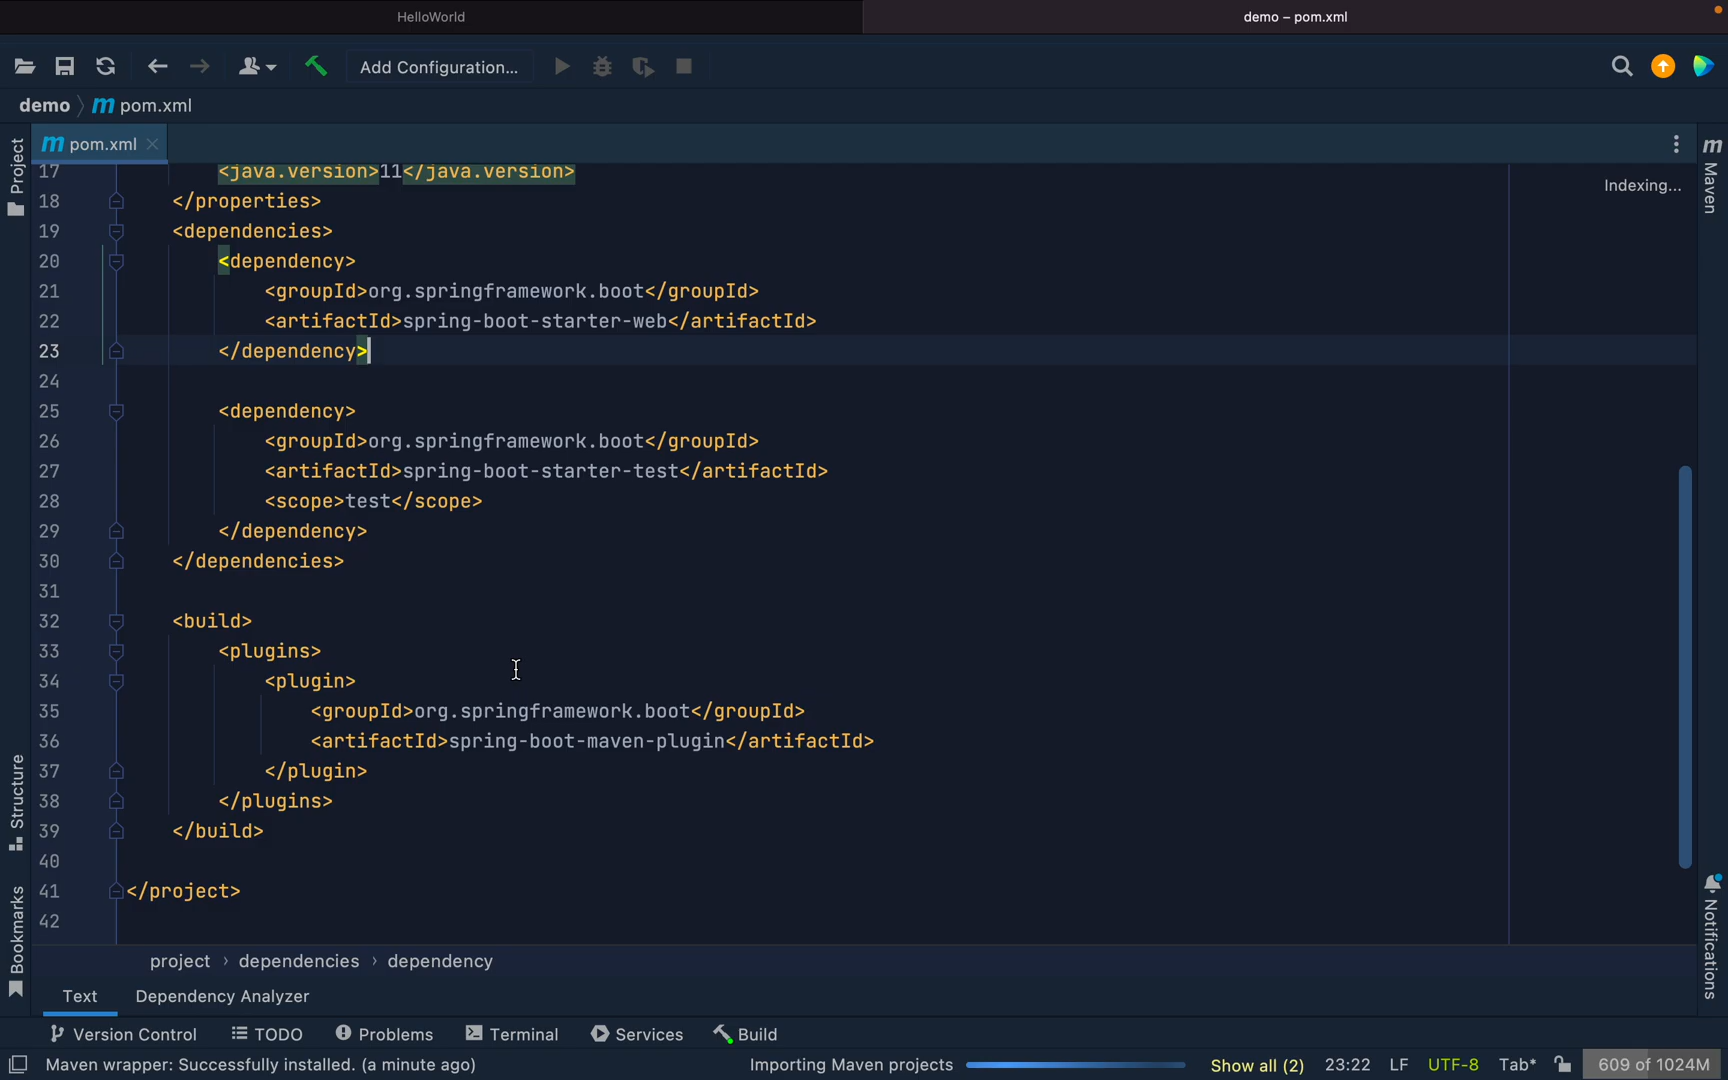 HelloWorld
demo – pom.xml
Add Configuration...
demo
m pom.xml
m pom.xml
Project
Structure
Bookmarks
m Maven
Notifications
Indexing...
17 <java.version>11</java.version>
18 </properties>
19 <dependencies>
20 <dependency>
21 <groupId>org.springframework.boot</groupId>
22 <artifactId>spring-boot-starter-web</artifactId>
23 </dependency>
24
25 <dependency>
26 <groupId>org.springframework.boot</groupId>
27 <artifactId>spring-boot-starter-test</artifactId>
28 <scope>test</scope>
29 </dependency>
30 </dependencies>
31
32 <build>
33 <plugins>
34 <plugin>
35 <groupId>org.springframework.boot</groupId>
36 <artifactId>spring-boot-maven-plugin</artifactId>
37 </plugin>
38 </plugins>
39 </build>
40
41 </project>
42
project › dependencies › dependency
Text Dependency Analyzer
Version Control TODO Problems Terminal Services Build
Maven wrapper: Successfully installed. (a minute ago) Importing Maven projects Show all (2) 23:22 LF UTF-8 Tab* 609 of 1024M